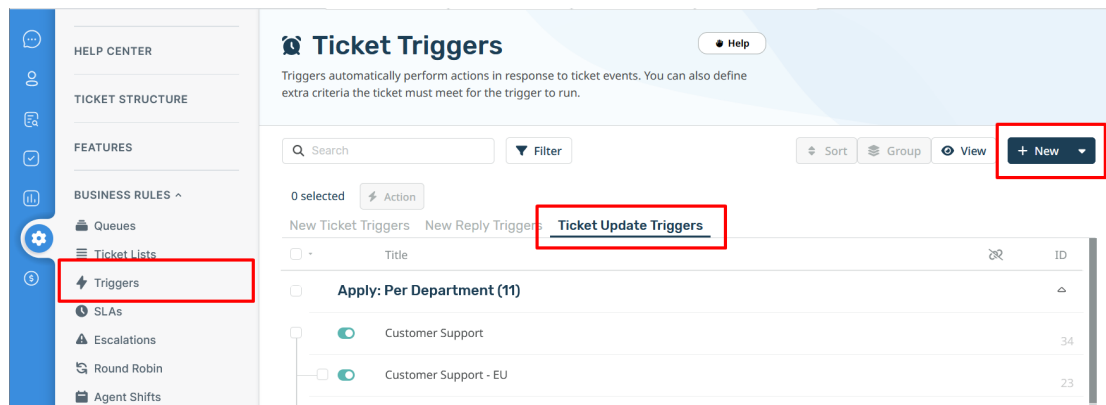 HELP CENTER
TICKET STRUCTURE
FEATURES
BUSINESS RULES
Queues
Ticket Lists
Triggers
SLAs
Escalations
Round Robin
Agent Shifts
Ticket Triggers
Help
Triggers automatically perform actions in response to ticket events. You can also define
extra criteria the ticket must meet for the trigger to run.
Search
Filter
Sort
Group
View
+ New
0 selected
Action
New Ticket Triggers
New Reply Triggers
Ticket Update Triggers
Title
ID
Apply: Per Department (11)
Customer Support
34
Customer Support - EU
23